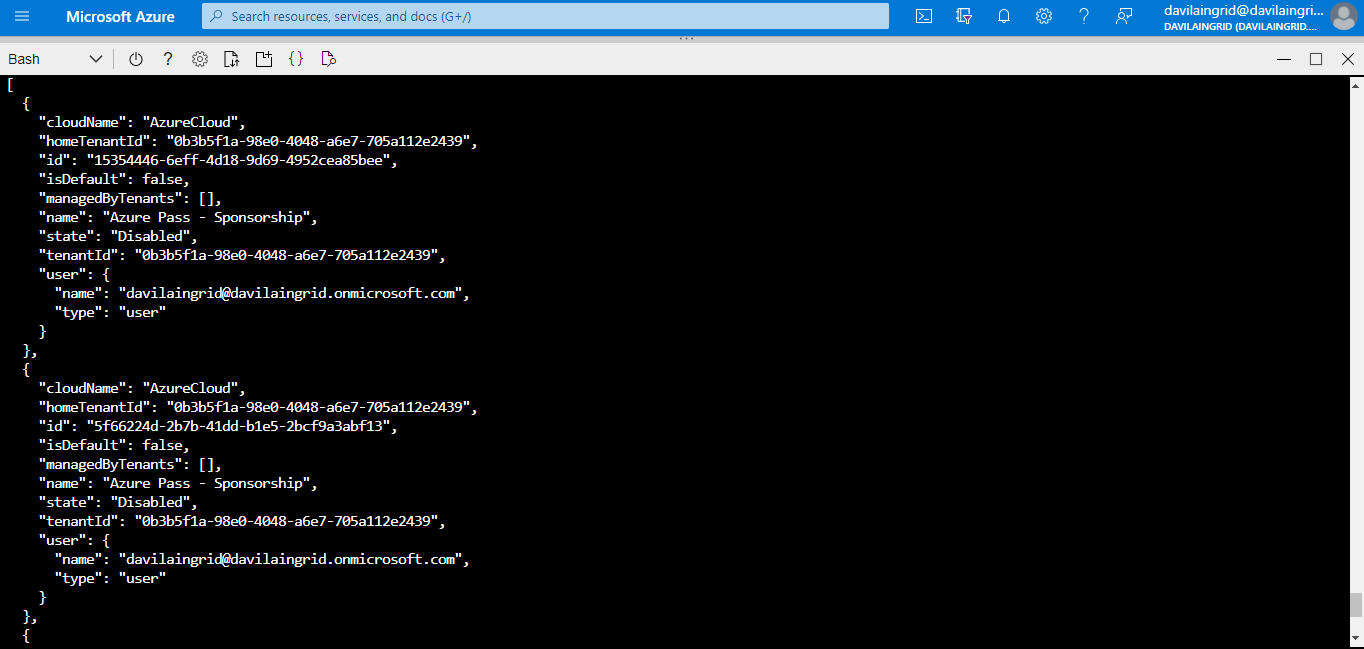 Microsoft Azure
Search resources, services, and docs (G+/)
davilaingrid@davilaingri...
DAVILAINGRID (DAVILAINGRID....
Bash
[
  {
    "cloudName": "AzureCloud",
    "homeTenantId": "0b3b5f1a-98e0-4048-a6e7-705a112e2439",
    "id": "15354446-6eff-4d18-9d69-4952cea85bee",
    "isDefault": false,
    "managedByTenants": [],
    "name": "Azure Pass - Sponsorship",
    "state": "Disabled",
    "tenantId": "0b3b5f1a-98e0-4048-a6e7-705a112e2439",
    "user": {
      "name": "davilaingrid@davilaingrid.onmicrosoft.com",
      "type": "user"
    }
  },
  {
    "cloudName": "AzureCloud",
    "homeTenantId": "0b3b5f1a-98e0-4048-a6e7-705a112e2439",
    "id": "5f66224d-2b7b-41dd-b1e5-2bcf9a3abf13",
    "isDefault": false,
    "managedByTenants": [],
    "name": "Azure Pass - Sponsorship",
    "state": "Disabled",
    "tenantId": "0b3b5f1a-98e0-4048-a6e7-705a112e2439",
    "user": {
      "name": "davilaingrid@davilaingrid.onmicrosoft.com",
      "type": "user"
    }
  },
  {